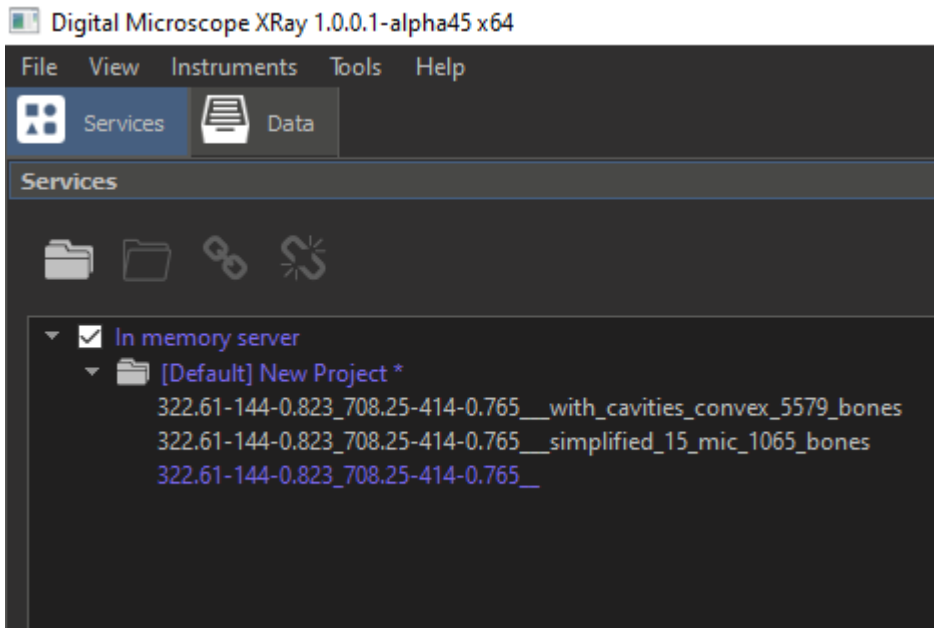 Digital Microscope XRay 1.0.0.1-alpha45 x64
File View Instruments Tools Help
Services Data
Services
In memory server
[Default] New Project *
322.61-144-0.823_708.25-414-0.765___with_cavities_convex_5579_bones
322.61-144-0.823_708.25-414-0.765___simplified_15_mic_1065_bones
322.61-144-0.823_708.25-414-0.765__